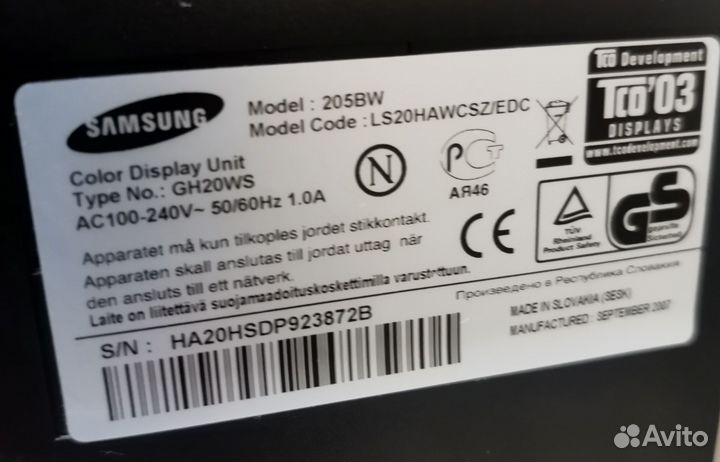 SAMSUNG
Model : 205BW
Model Code : LS20HAWCSZ/EDC
Color Display Unit
Type No.: GH20WS
AC100-240V~ 50/60Hz 1.0A
N
PCT
АЯ46
CE
TCO Development
TCO'03
DISPLAYS
www.tcodevelopment.com
TÜV
Rheinland
Product Safety
GS
geprüfte
Sicherheit
Apparatet må kun tilkoples jordet stikkontakt.
Apparaten skall anslutas till jordat uttag när
den ansluts till ett nätverk.
Laite on liitettävä suojamaadoituskoskettimilla varustettuun.
Произведено в Республика Словакия
MADE IN SLOVAKIA (SESK)
MANUFACTURED : SEPTEMBER 2007
S/N : HA20HSDP923872B
Avito